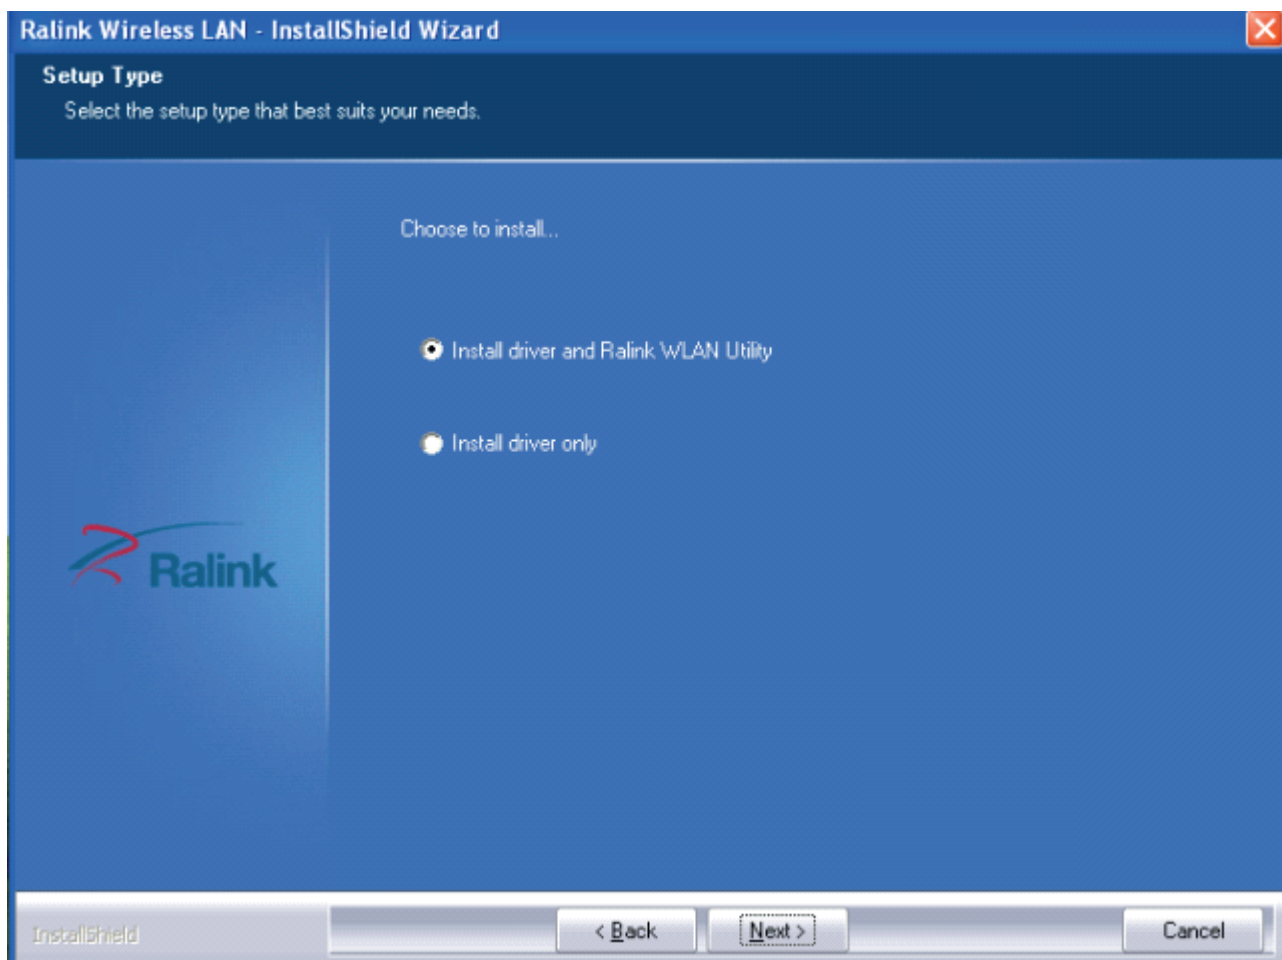 Ralink Wireless LAN - InstallShield Wizard
Setup Type
Select the setup type that best suits your needs.
Choose to install...
Install driver and Ralink WLAN Utility
Install driver only
Ralink
InstallShield
< Back
Next >
Cancel